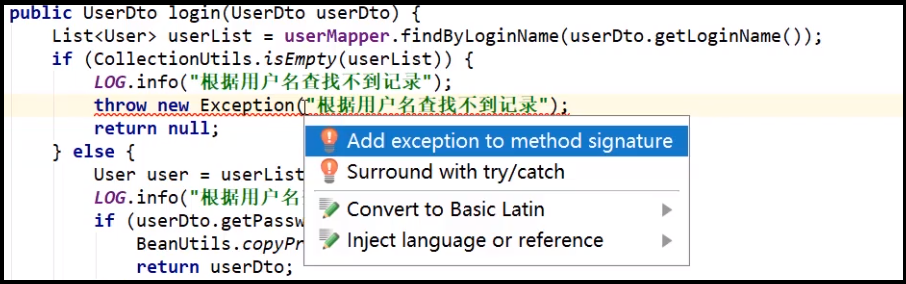 public UserDto login(UserDto userDto) {
List<User> userList = userMapper.findByLoginName(userDto.getLoginName());
if (CollectionUtils.isEmpty(userList)) {
LOG.info("根据用户名查找不到记录");
throw new Exception("根据用户名查找不到记录");
return null;
} else {
User user = userList
LOG.info("根据用户名
if (userDto.getPassw
BeanUtils.copyPr
return userDto;
Add exception to method signature
Surround with try/catch
Convert to Basic Latin
Inject language or reference